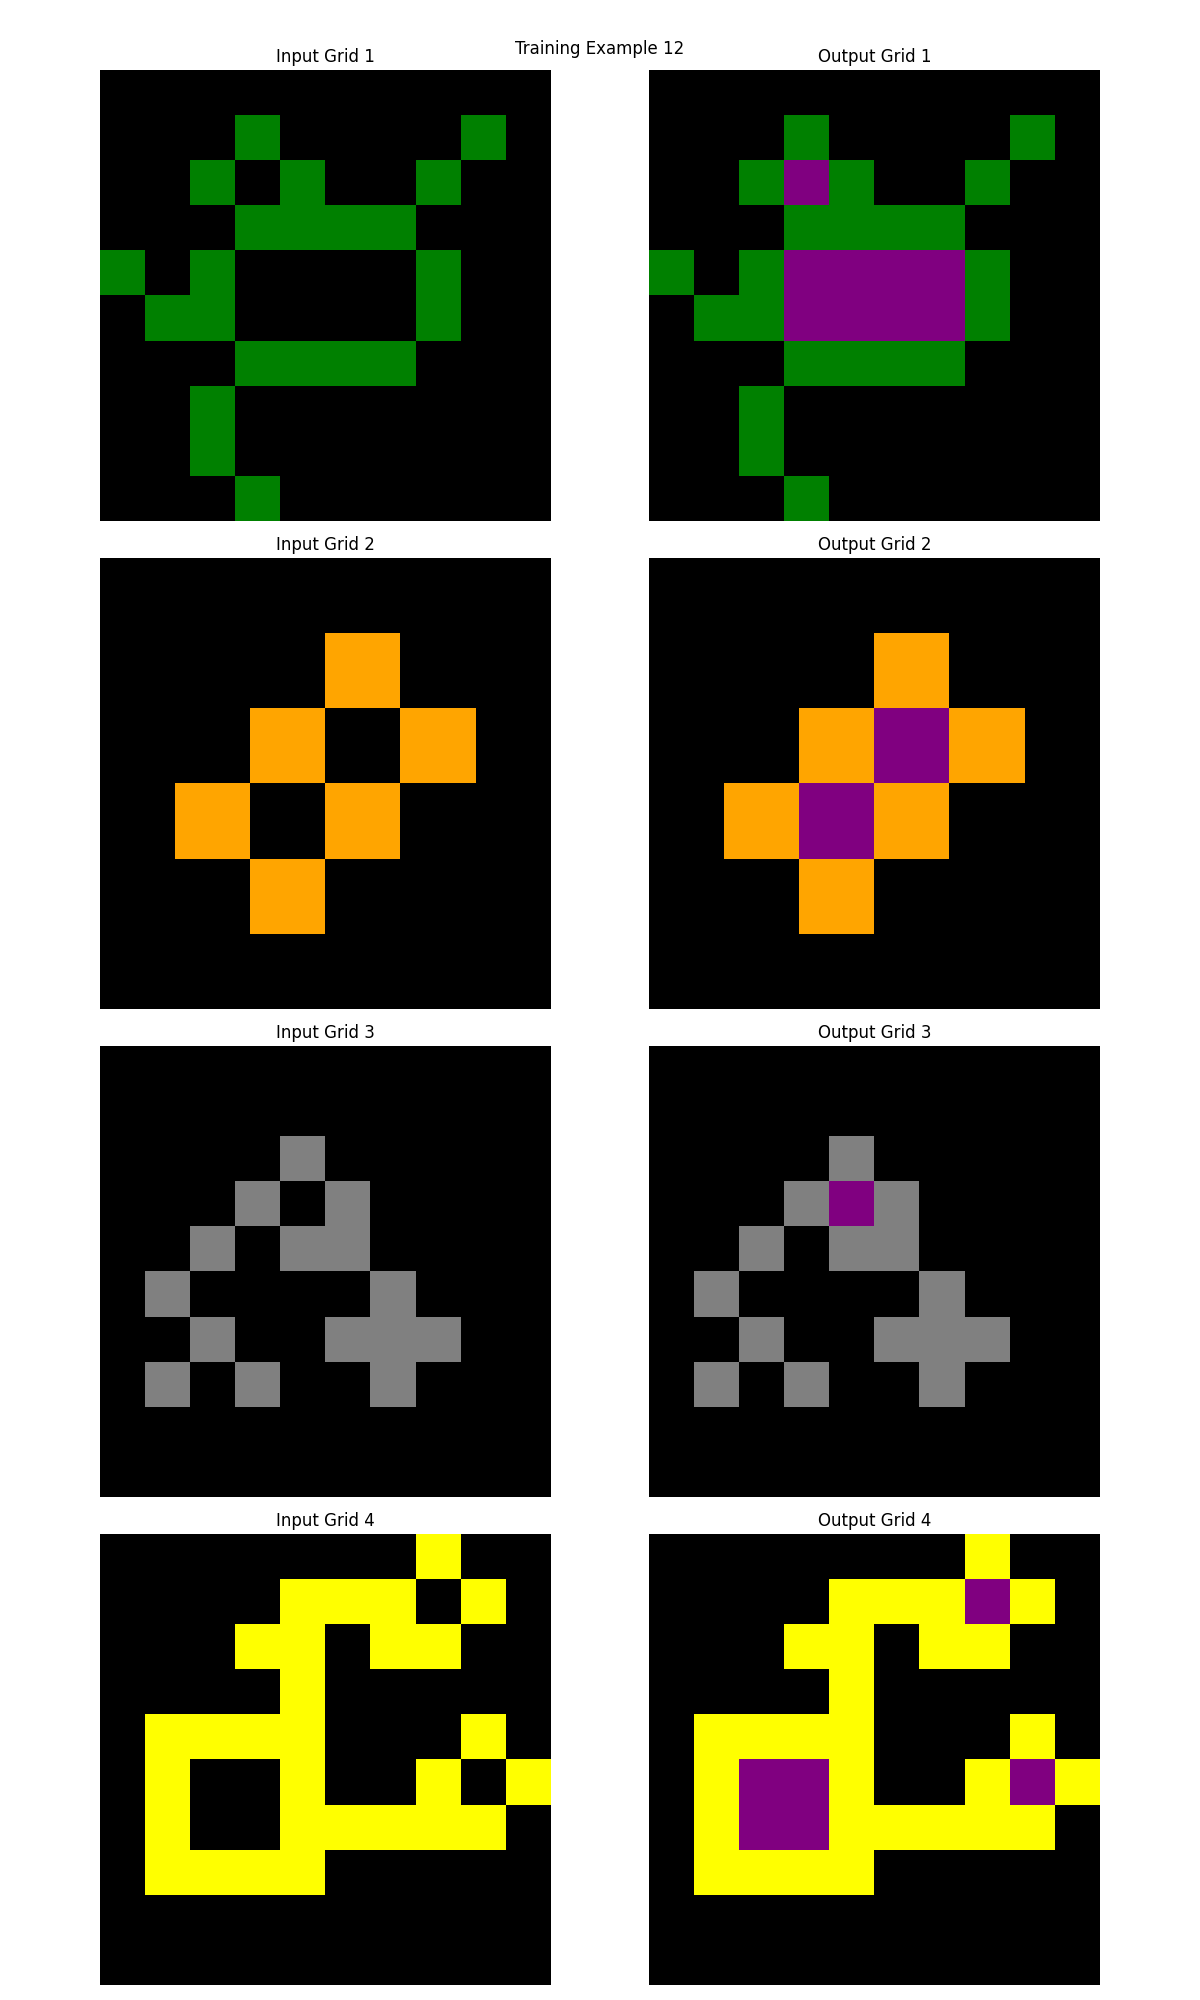 Training Example 12
Input Grid 1
Output Grid 1
Input Grid 2
Output Grid 2
Input Grid 3
Output Grid 3
Input Grid 4
Output Grid 4